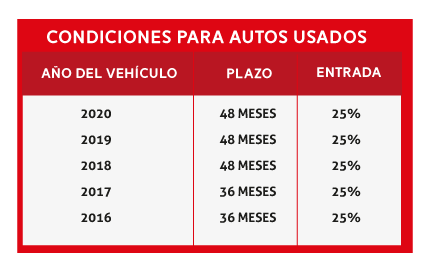 CONDICIONES PARA AUTOS USADOS
AÑO DEL VEHÍCULO PLAZO ENTRADA
2020 48 MESES 25%
2019 48 MESES 25%
2018 48 MESES 25%
2017 36 MESES 25%
2016 36 MESES 25%